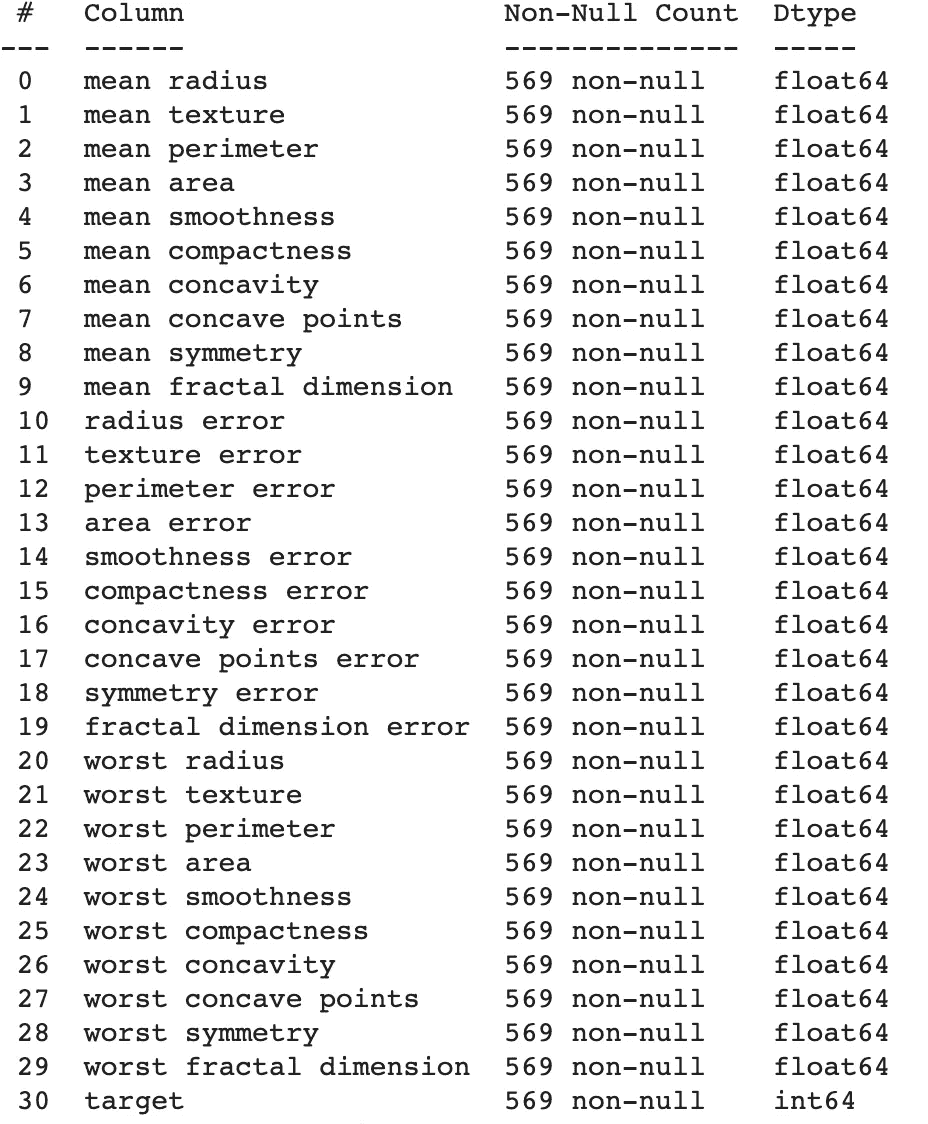 #   Column                   Non-Null Count  Dtype
---  ------                   --------------  -----
0   mean radius              569 non-null    float64
1   mean texture             569 non-null    float64
2   mean perimeter           569 non-null    float64
3   mean area                569 non-null    float64
4   mean smoothness          569 non-null    float64
5   mean compactness         569 non-null    float64
6   mean concavity           569 non-null    float64
7   mean concave points      569 non-null    float64
8   mean symmetry            569 non-null    float64
9   mean fractal dimension   569 non-null    float64
10  radius error             569 non-null    float64
11  texture error            569 non-null    float64
12  perimeter error          569 non-null    float64
13  area error               569 non-null    float64
14  smoothness error         569 non-null    float64
15  compactness error        569 non-null    float64
16  concavity error          569 non-null    float64
17  concave points error     569 non-null    float64
18  symmetry error           569 non-null    float64
19  fractal dimension error  569 non-null    float64
20  worst radius             569 non-null    float64
21  worst texture            569 non-null    float64
22  worst perimeter          569 non-null    float64
23  worst area               569 non-null    float64
24  worst smoothness         569 non-null    float64
25  worst compactness        569 non-null    float64
26  worst concavity          569 non-null    float64
27  worst concave points     569 non-null    float64
28  worst symmetry           569 non-null    float64
29  worst fractal dimension  569 non-null    float64
30  target                   569 non-null    int64